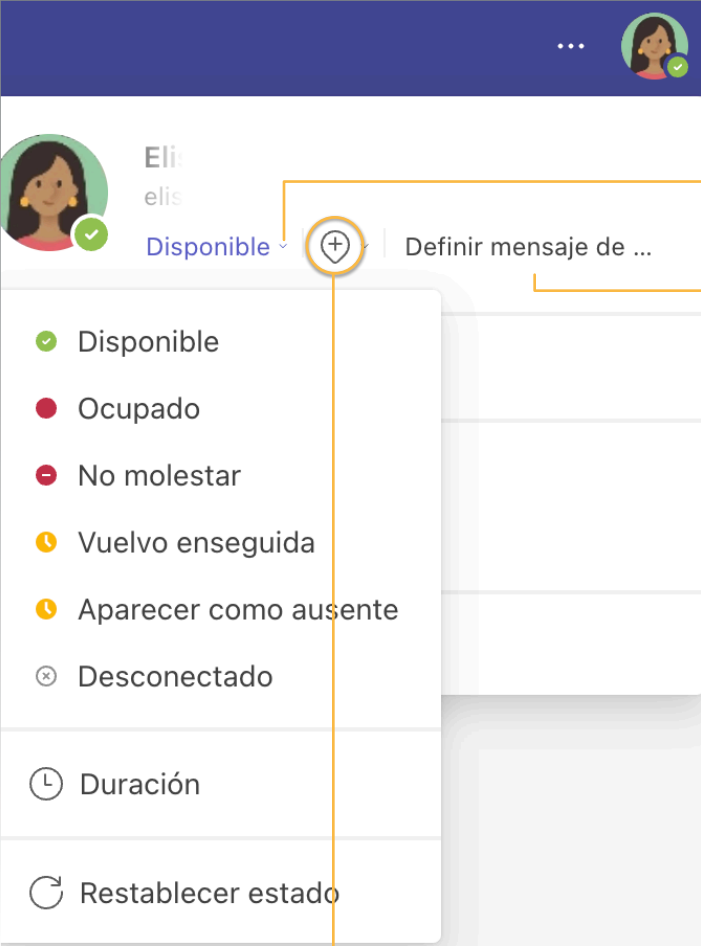 Disponible
Definir mensaje de ...
Disponible
Ocupado
No molestar
Vuelvo enseguida
Aparecer como ausente
Desconectado
Duración
Restablecer estado